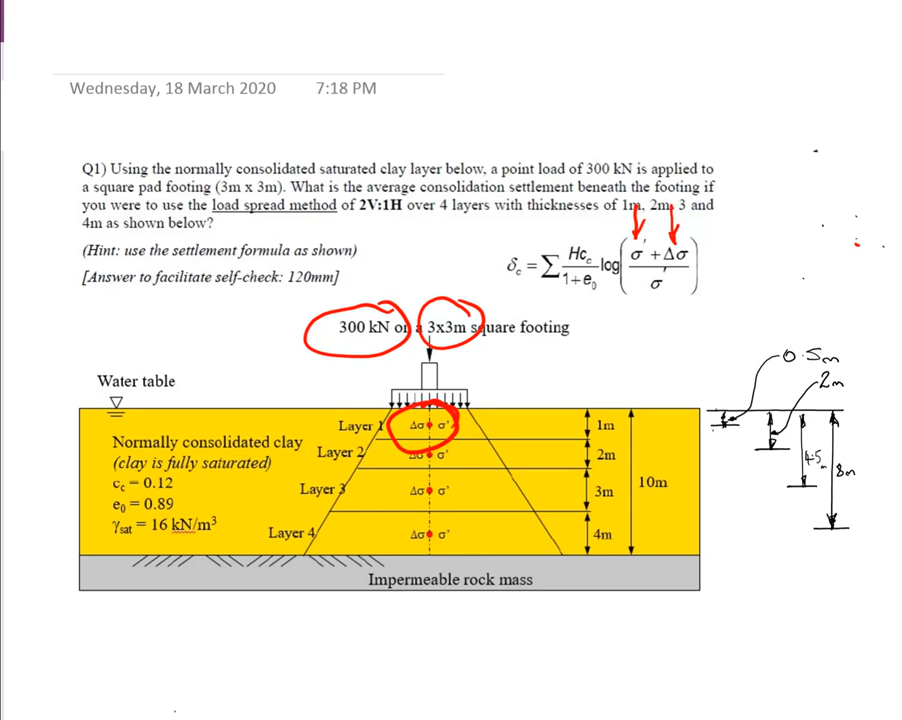 Wednesday, 18 March 2020 7:18 PM
Q1) Using the normally consolidated saturated clay layer below, a point load of 300 kN is applied to
a square pad footing (3m x 3m). What is the average consolidation settlement beneath the footing if
you were to use the load spread method of 2V:1H over 4 layers with thicknesses of 1m, 2m, 3 and
4m as shown below?
(Hint: use the settlement formula as shown)
[Answer to facilitate self-check: 120mm]
δc = ∑ Hcc / 1+e0 log( σ' + Δσ / σ' )
300 kN on a 3x3m square footing
Water table
Layer 1 Δσ σ' 1m
Layer 2 Δσ σ' 2m
Layer 3 Δσ σ' 3m
Layer 4 Δσ σ' 4m
10m
Normally consolidated clay
(clay is fully saturated)
cc = 0.12
e0 = 0.89
γsat = 16 kN/m³
Impermeable rock mass
0.5m
2m
4.5m
8m